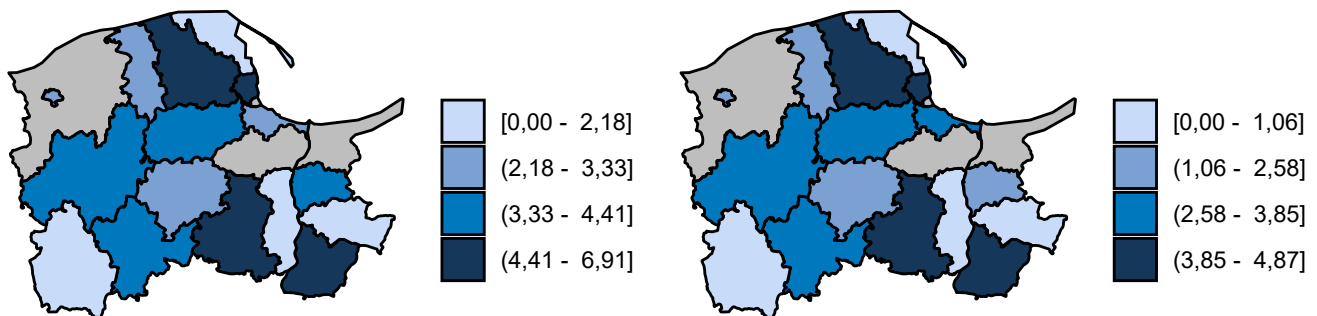 [0,00 - 2,18]
(2,18 - 3,33]
(3,33 - 4,41]
(4,41 - 6,91]
[0,00 - 1,06]
(1,06 - 2,58]
(2,58 - 3,85]
(3,85 - 4,87]